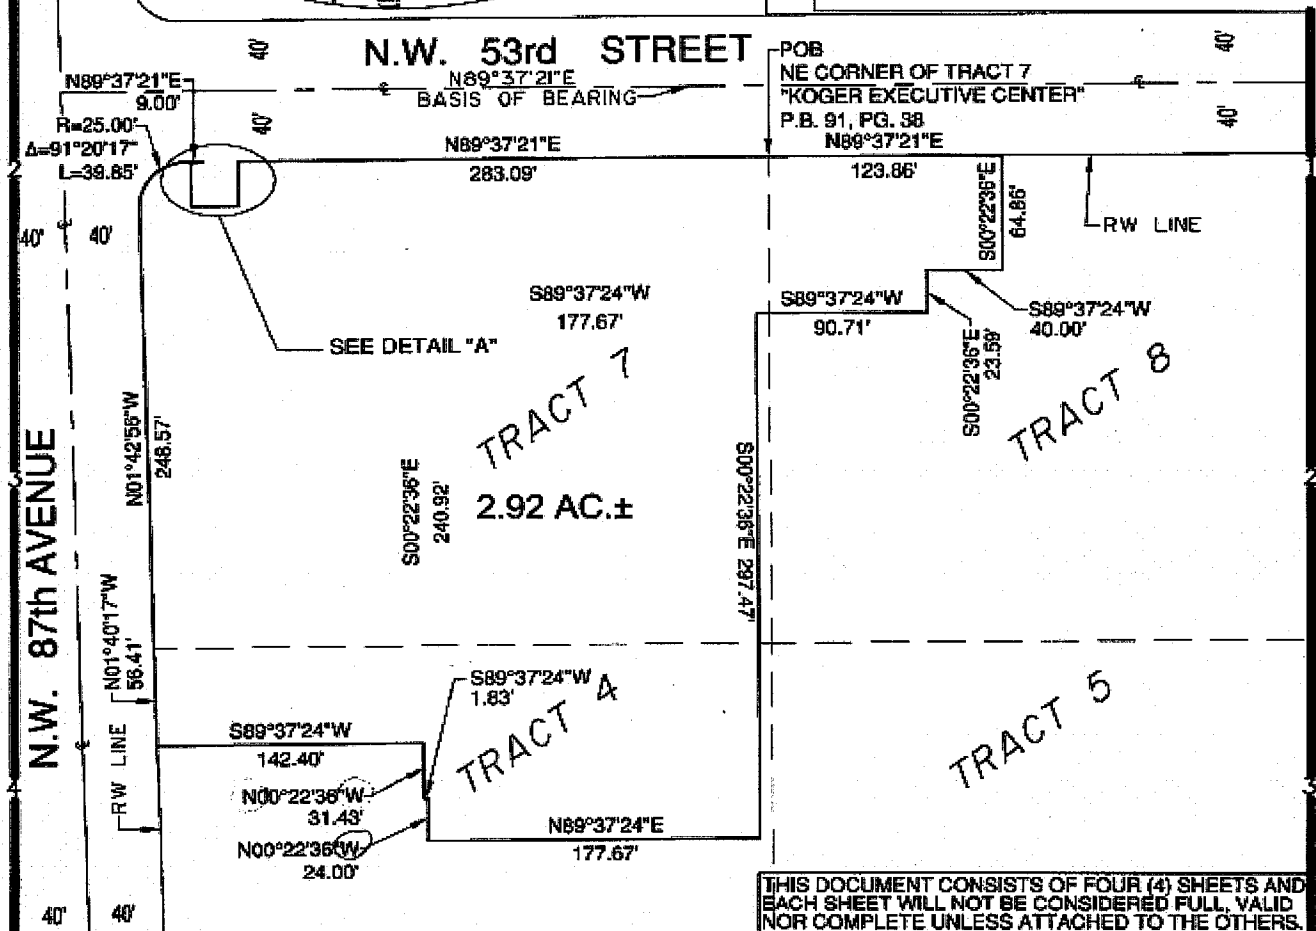 40'
40'
N.W. 53rd STREET
POB
NE CORNER OF TRACT 7
"KOGER EXECUTIVE CENTER"
P.B. 91, PG. 38
N89°37'21"E
9.00'
N89°37'21"E
BASIS OF BEARING
40'
40'
R=25.00'
Δ=91°20'17"
L=39.85'
N89°37'21"E
283.09'
N89°37'21"E
123.86'
2
S00°22'36"E
64.86'
RW LINE
40'
40'
S89°37'24"W
177.67'
S89°37'24"W
90.71'
S89°37'24"W
40.00'
S00°22'36"E
23.59'
SEE DETAIL "A"
TRACT 7
TRACT 8
N01°42'56"W
248.57'
3
N.W. 87th AVENUE
S00°22'36"E
240.92'
2.92 AC.±
S00°22'36"E 297.47'
2
N01°40'17"W
56.41'
S89°37'24"W
1.83'
TRACT 4
TRACT 5
RW LINE
S89°37'24"W
142.40'
4
3
N00°22'36"W
31.43'
N00°22'36"W
24.00'
N89°37'24"E
177.67'
40'
40'
THIS DOCUMENT CONSISTS OF FOUR (4) SHEETS AND
EACH SHEET WILL NOT BE CONSIDERED FULL, VALID
NOR COMPLETE UNLESS ATTACHED TO THE OTHERS.